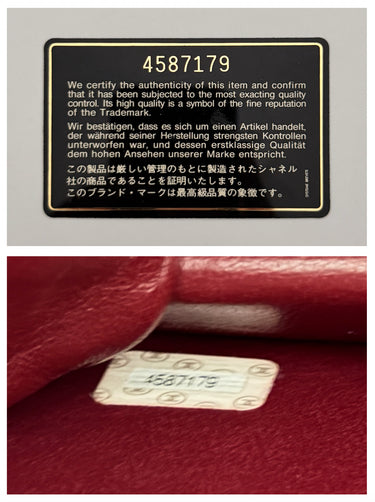 4587179
We certify the authenticity of this item and confirm
that it has been subjected to the most exacting quality
control. Its high quality is a symbol of the fine reputation
of the Trademark.
Wir bestätigen, dass es sich um einen Artikel handelt,
der während seiner Herstellung strengsten Kontrollen
unterworfen war, und dessen erstklassige Qualität
dem hohen Ansehen unserer Marke entspricht.
この製品は厳しい管理のもとに製造されたシャネル
社の商品であることを証明いたします。
このブランド・マークは最高級品質の象徴です。
4587179